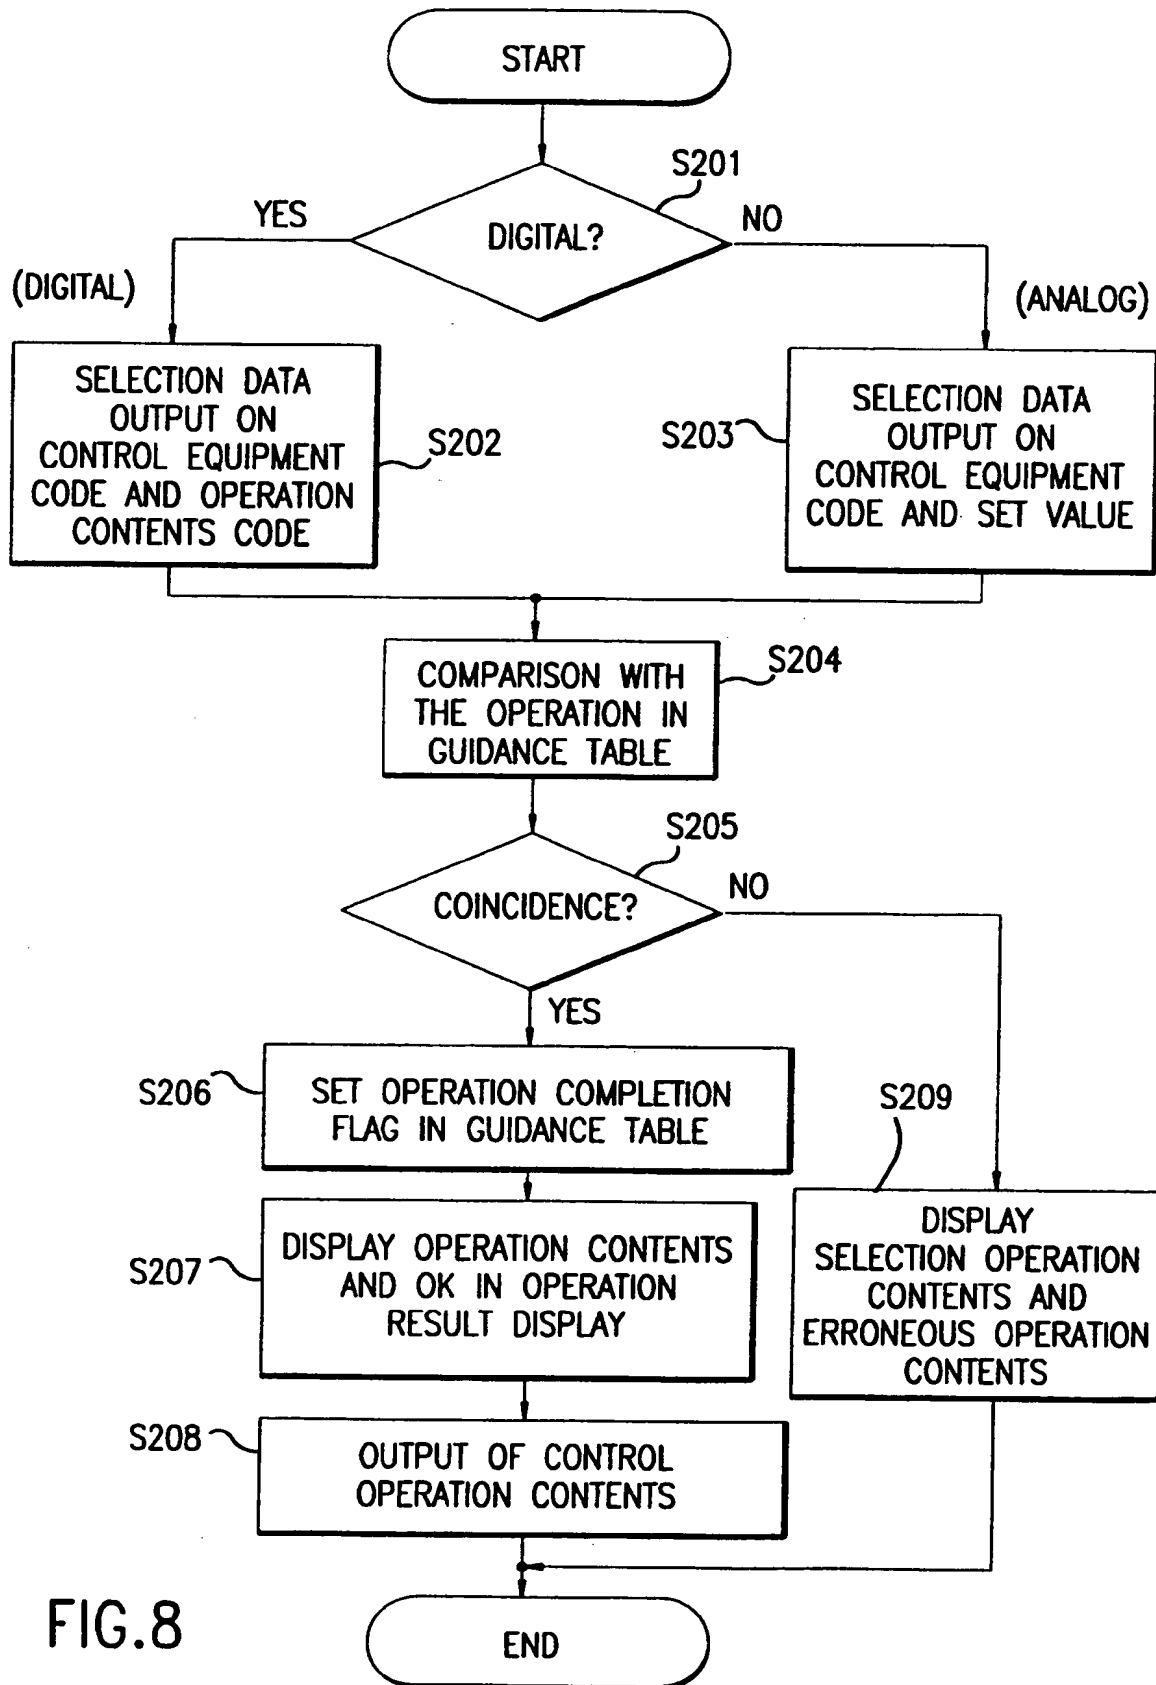 START
S201
YES
DIGITAL?
NO
(DIGITAL)
(ANALOG)
SELECTION DATA
OUTPUT ON
CONTROL EQUIPMENT
CODE AND OPERATION
CONTENTS CODE
S202
S203
SELECTION DATA
OUTPUT ON
CONTROL EQUIPMENT
CODE AND SET VALUE
S204
COMPARISON WITH
THE OPERATION IN
GUIDANCE TABLE
S205
COINCIDENCE?
NO
YES
S206
SET OPERATION COMPLETION
FLAG IN GUIDANCE TABLE
S209
S207
DISPLAY OPERATION CONTENTS
AND OK IN OPERATION
RESULT DISPLAY
DISPLAY
SELECTION OPERATION
CONTENTS AND
ERRONEOUS OPERATION
CONTENTS
S208
OUTPUT OF CONTROL
OPERATION CONTENTS
FIG.8
END